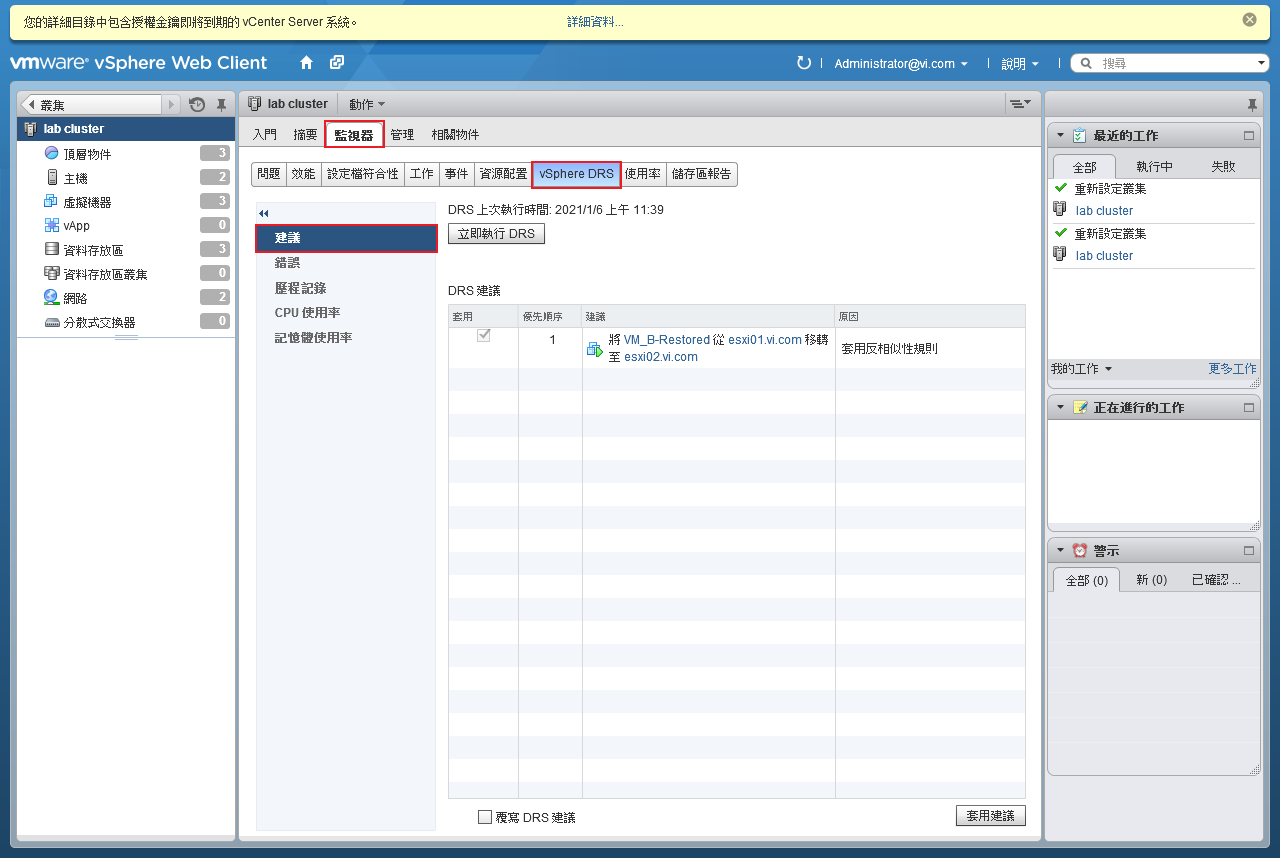 您的詳細目錄中包含授權金鑰即將到期的 vCenter Server 系統。
詳細資料...
vmware® vSphere Web Client
Administrator@vi.com
說明
搜尋
叢集
lab cluster
頂層物件 3
主機 2
虛擬機器 3
vApp 0
資料存放區 3
資料存放區叢集 0
網路 2
分散式交換器 0
lab cluster 動作
入門 摘要 監視器 管理 相關物件
問題 效能 設定檔符合性 工作 事件 資源配置 vSphere DRS 使用率 儲存區報告
建議
錯誤
歷程記錄
CPU 使用率
記憶體使用率
DRS 上次執行時間: 2021/1/6 上午 11:39
立即執行 DRS
DRS 建議
套用 優先順序 建議 原因
1 將 VM_B-Restored 從 esxi01.vi.com 移轉
至 esxi02.vi.com
套用反相似性規則
覆寫 DRS 建議
套用建議
最近的工作
全部 執行中 失敗
重新設定叢集
lab cluster
重新設定叢集
lab cluster
我的工作 更多工作
正在進行的工作
警示
全部 (0) 新 (0) 已確認 ...